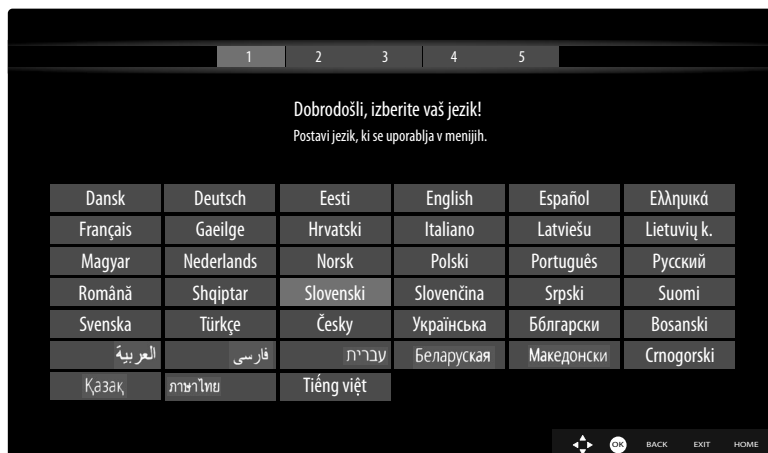 1 2 3 4 5
Dobrodošli, izberite vaš jezik!
Postavi jezik, ki se uporablja v menijih.
Dansk Deutsch Eesti English Español Ελληυικά
Français Gaeilge Hrvatski Italiano Latviešu Lietuvių k.
Magyar Nederlands Norsk Polski Português Русский
Română Shqiptar Slovenski Slovenčina Srpski Suomi
Svenska Türkçe Česky Українська Бблгарски Bosanski
العربية فارسی עברית Беларуская Македонски Crnogorski
Қазақ ภาษาไทย Tiếng việt
OK BACK EXIT HOME